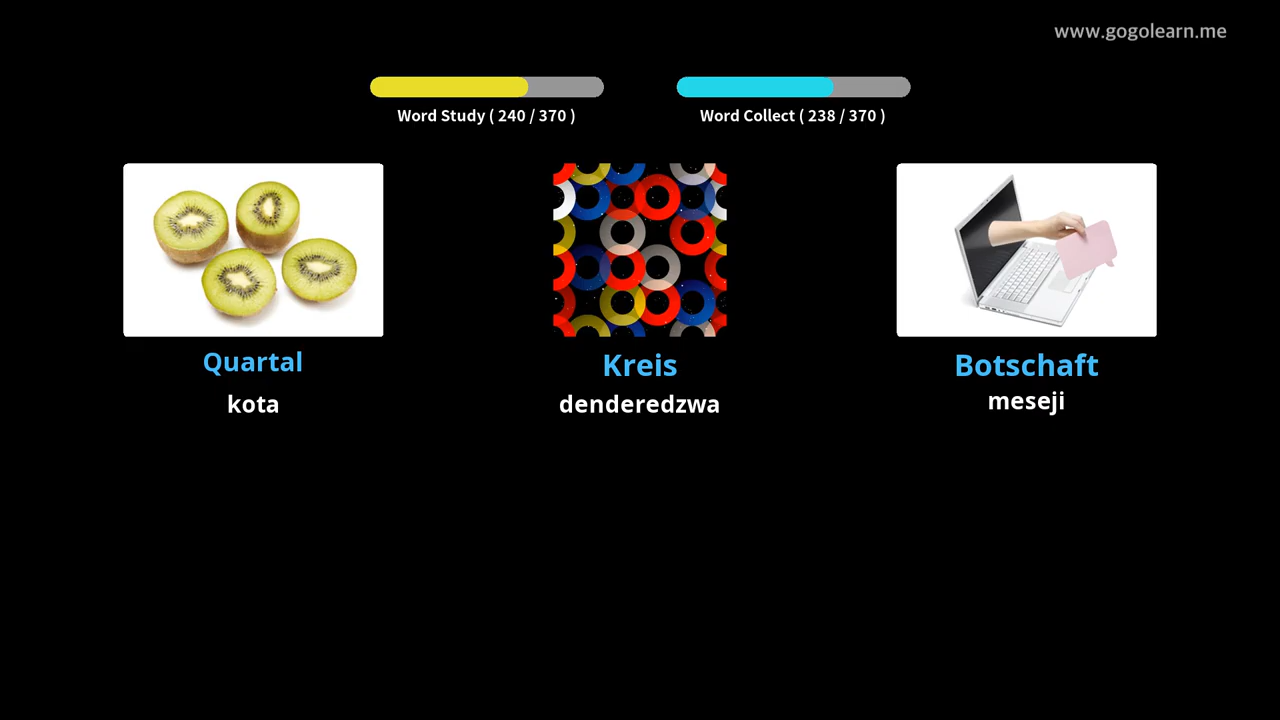 www.gogolearn.me
Word Study ( 240 / 370 )
Word Collect ( 238 / 370 )
Quartal
kota
Kreis
denderedzwa
Botschaft
meseji